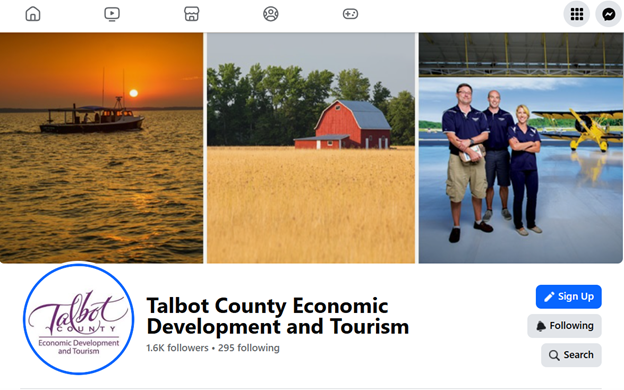 Talbot
COUNTY
Economic Development
and Tourism
Talbot County Economic
Development and Tourism
1.6K followers • 295 following
Sign Up
Following
Search